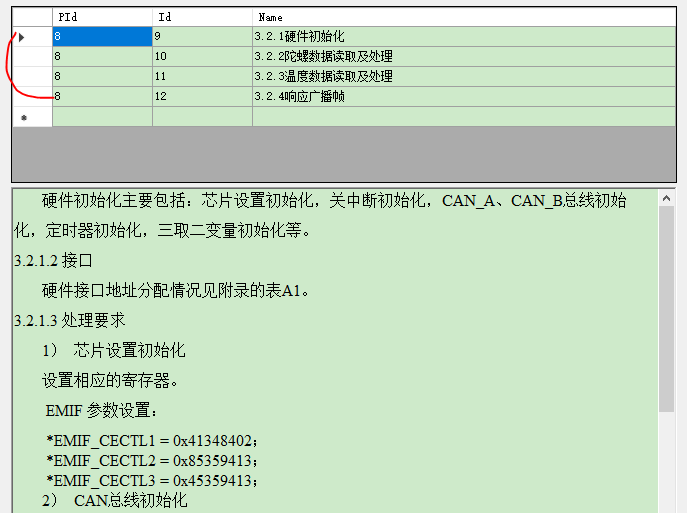 PId Id Name
8 9 3.2.1硬件初始化
8 10 3.2.2陀螺数据读取及处理
8 11 3.2.3温度数据读取及处理
8 12 3.2.4响应广播帧
*
硬件初始化主要包括：芯片设置初始化，关中断初始化，CAN_A、CAN_B总线初始
化，定时器初始化，三取二变量初始化等。
3.2.1.2 接口
硬件接口地址分配情况见附录的表A1。
3.2.1.3 处理要求
1） 芯片设置初始化
设置相应的寄存器。
EMIF 参数设置：
*EMIF_CECTL1 = 0x41348402；
*EMIF_CECTL2 = 0x85359413；
*EMIF_CECTL3 = 0x45359413；
2） CAN总线初始化